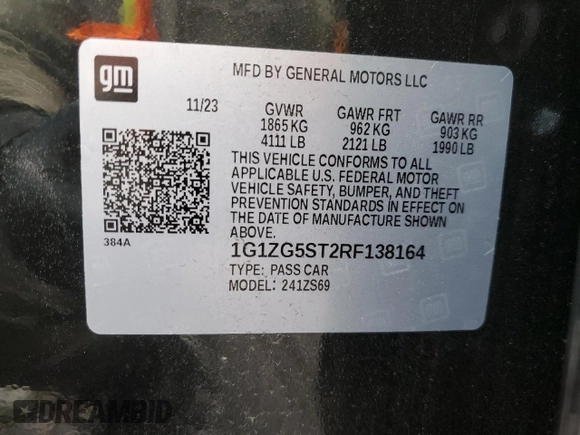 gm
MFD BY GENERAL MOTORS LLC
11/23 GVWR GAWR FRT GAWR RR
1865 KG 962 KG 903 KG
4111 LB 2121 LB 1990 LB
THIS VEHICLE CONFORMS TO ALL
APPLICABLE U.S. FEDERAL MOTOR
VEHICLE SAFETY, BUMPER, AND THEFT
PREVENTION STANDARDS IN EFFECT ON
THE DATE OF MANUFACTURE SHOWN
ABOVE.
384A
1G1ZG5ST2RF138164
TYPE: PASS CAR
MODEL: 241ZS69
DREAMBID